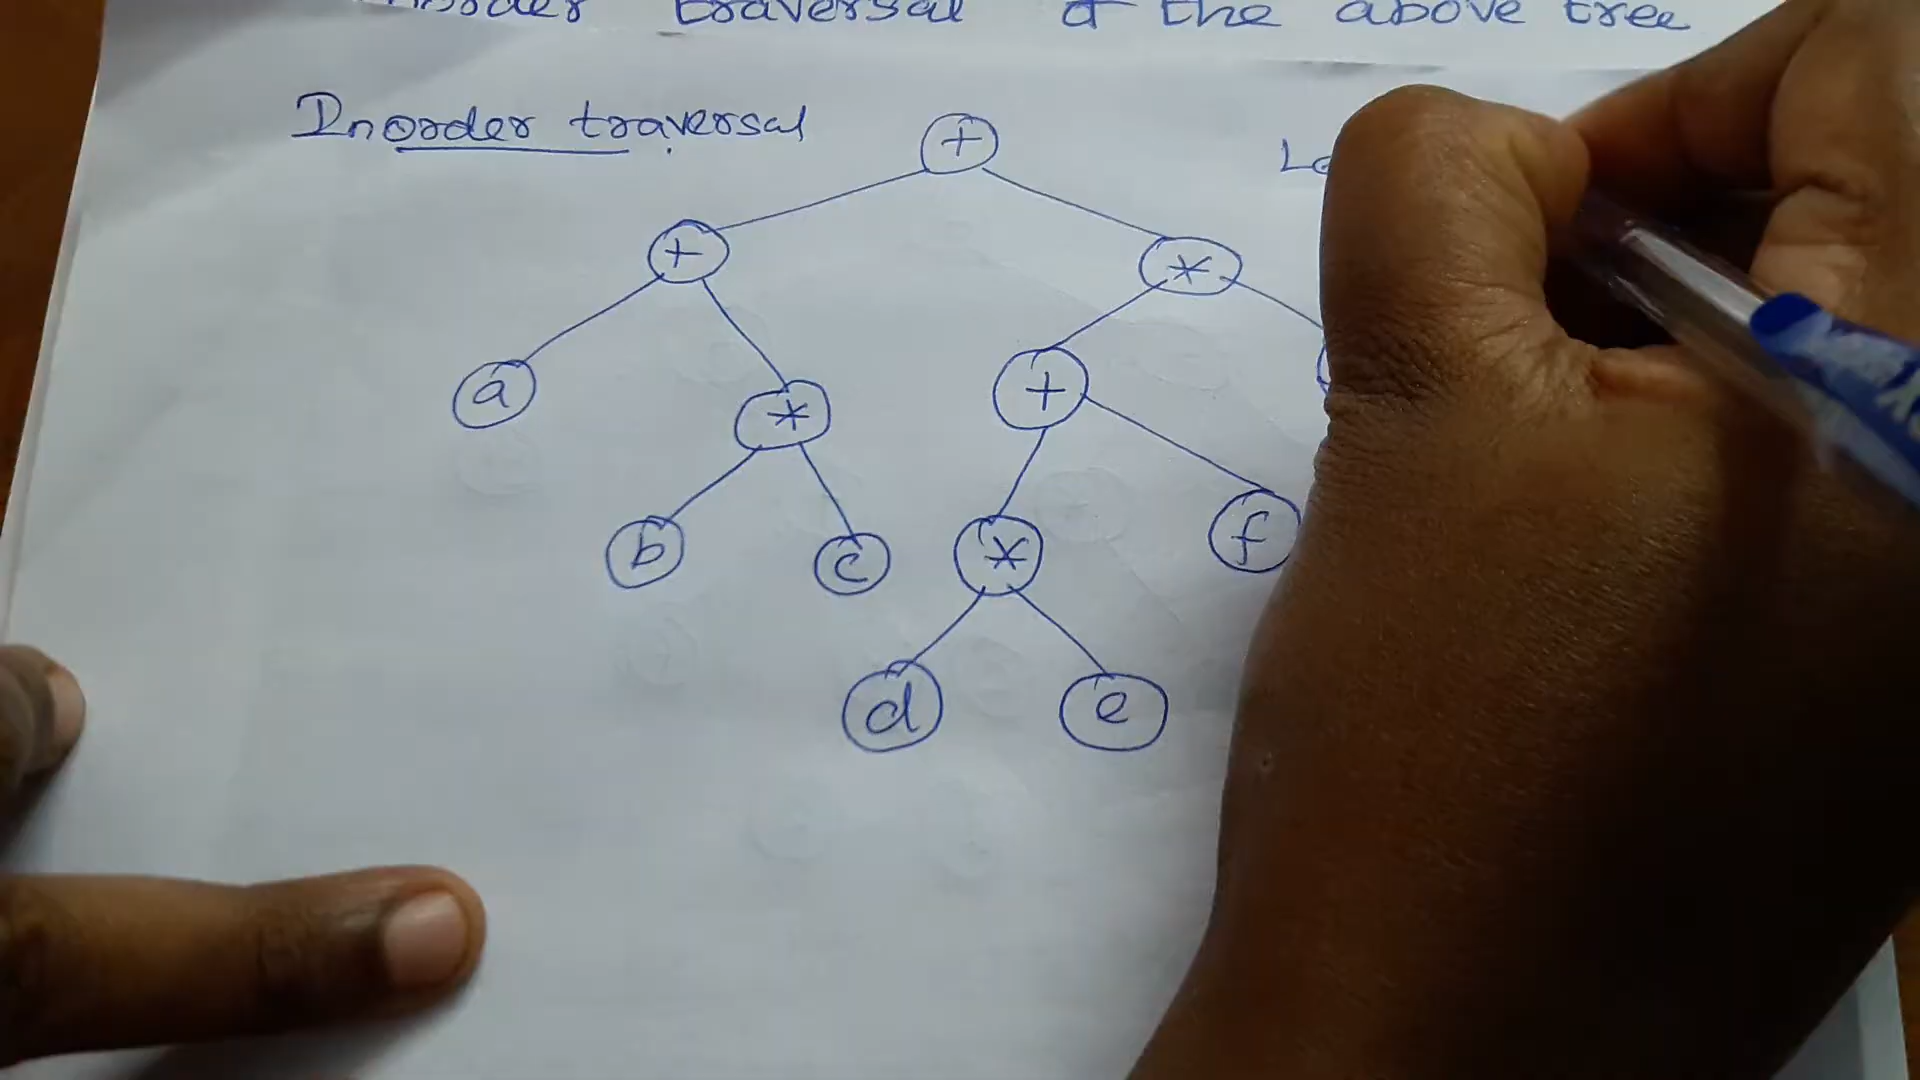 traversal of the above tree
Inorder traversal
+
+
*
a
*
+
b
c
*
f
d
e